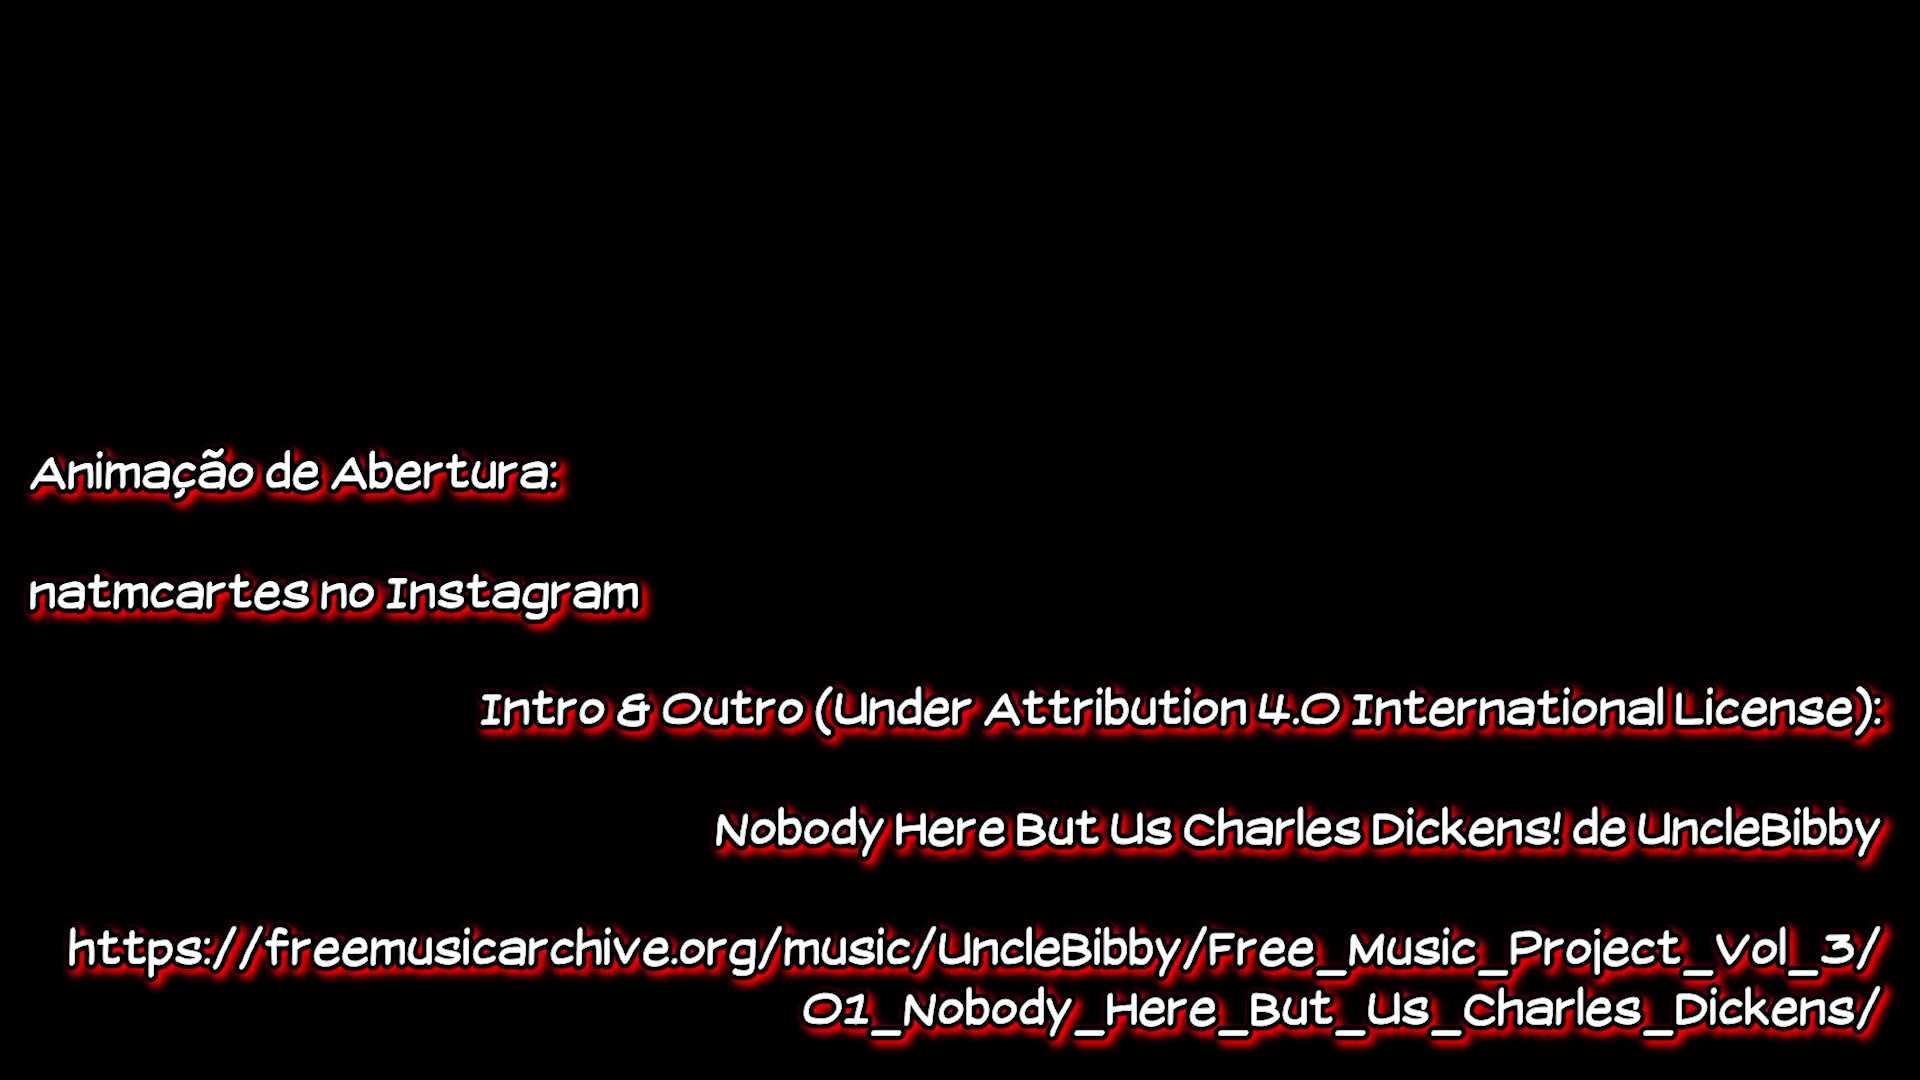 Animação de Abertura:
natmcartes no Instagram
Intro & Outro (Under Attribution 4.0 International License):
Nobody Here But Us Charles Dickens! de UncleBibby
https://freemusicarchive.org/music/UncleBibby/Free_Music_Project_Vol_3/
01_Nobody_Here_But_Us_Charles_Dickens/